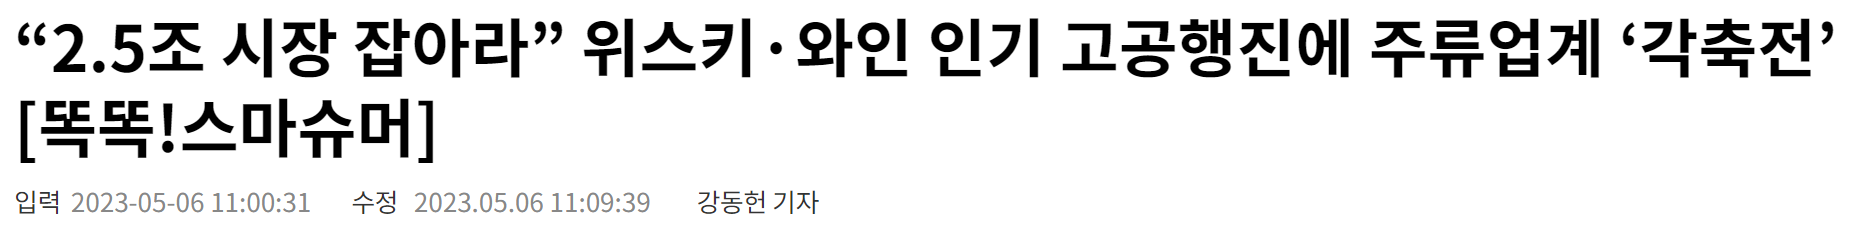 “2.5조 시장 잡아라” 위스키·와인 인기 고공행진에 주류업계 ‘각축전’
[똑똑!스마슈머]
입력 2023-05-06 11:00:31 수정 2023.05.06 11:09:39 강동헌 기자